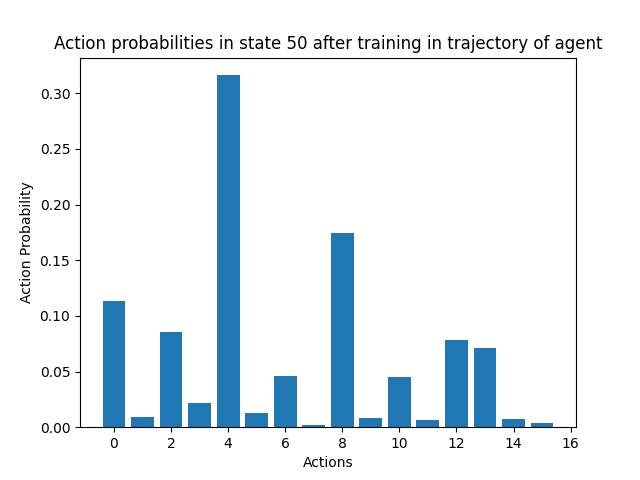 Action probabilities in state 50 after training in trajectory of agent
0.30
0.25
0.20
0.15
0.10
0.05
0.00
Action Probability
0 2 4 6 8 10 12 14 16
Actions